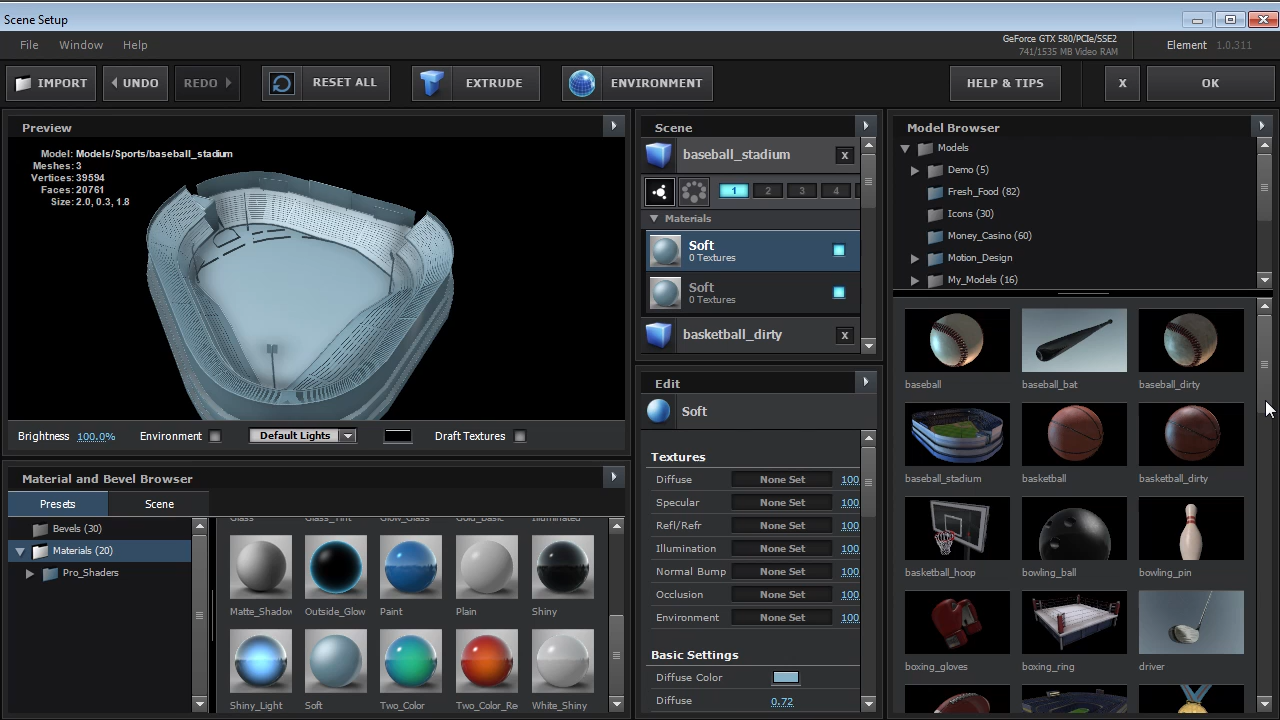 Scene Setup
File Window Help
GeForce GTX 580/PCIe/SSE2
741/1535 MB Video RAM
Element 1.0.311
IMPORT UNDO REDO RESET ALL EXTRUDE ENVIRONMENT HELP & TIPS X OK
Preview
Model: Models/Sports/baseball_stadium
Meshes: 3
Vertices: 39594
Faces: 20761
Size: 2.0, 0.3, 1.8
Brightness 100.0% Environment Default Lights Draft Textures
Material and Bevel Browser
Presets Scene
Bevels (30)
Materials (20)
Pro_Shaders
Glass Glass_Tint Glow_Glass Gold_Basic Illuminated
Matte_Shadow Outside_Glow Paint Plain Shiny
Shiny_Light Soft Two_Color Two_Color_Re White_Shiny
Scene
baseball_stadium x
1 2 3 4
Materials
Soft
0 Textures
Soft
0 Textures
basketball_dirty x
Edit
Soft
Textures
Diffuse None Set 100
Specular None Set 100
Refl/Refr None Set 100
Illumination None Set 100
Normal Bump None Set 100
Occlusion None Set 100
Environment None Set 100
Basic Settings
Diffuse Color
Diffuse 0.72
Model Browser
Models
Demo (5)
Fresh_Food (82)
Icons (30)
Money_Casino (60)
Motion_Design
My_Models (16)
baseball baseball_bat baseball_dirty
baseball_stadium basketball basketball_dirty
basketball_hoop bowling_ball bowling_pin
boxing_gloves boxing_ring driver